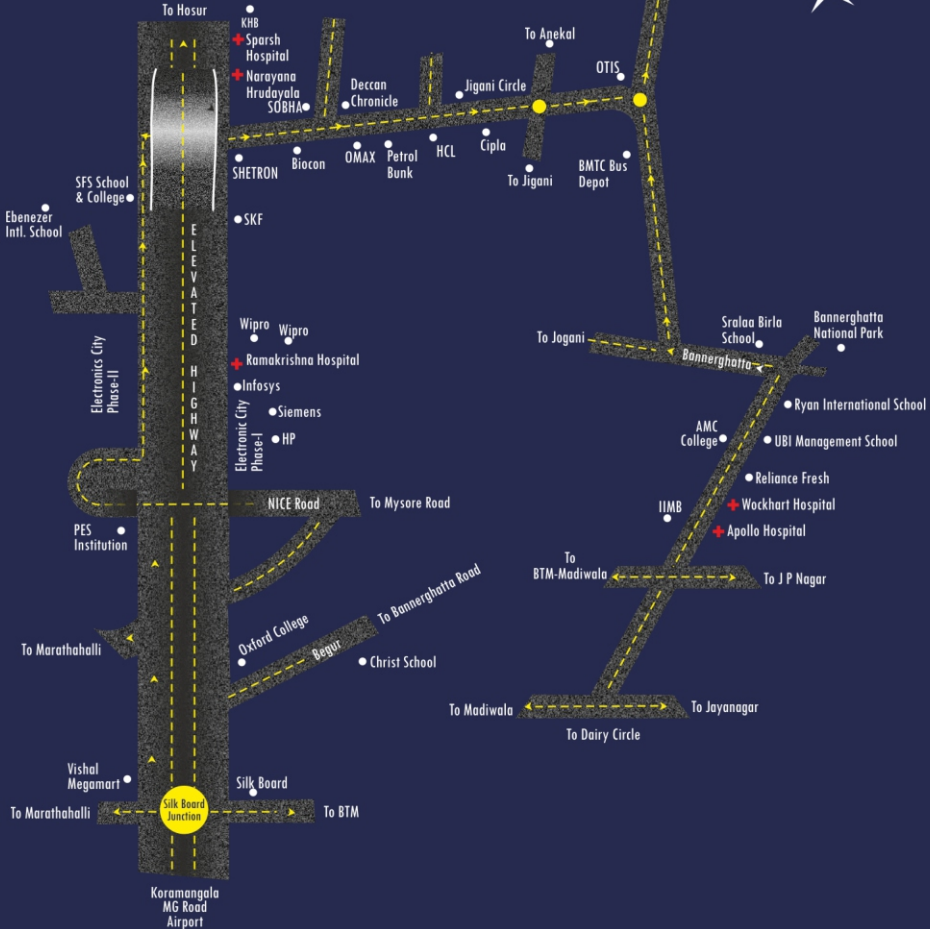 To Hosur
KHB
Sparsh
Hospital
Narayana
Hrudayala
SOBHA
Deccan
Chronicle
Jigani Circle
To Anekal
OTIS
SHETRON
Biocon
OMAX
Petrol
Bunk
HCL
Cipla
To Jigani
BMTC Bus
Depot
SFS School
& College
Ebenezer
Intl. School
SKF
ELEVATED HIGHWAY
Wipro
Wipro
Ramakrishna Hospital
Infosys
Siemens
HP
Electronics City
Phase-II
Electronic City
Phase-I
To Jogani
Bannerghatta
Sralaa Birla
School
Bannerghatta
National Park
Ryan International School
AMC
College
UBI Management School
Reliance Fresh
Wockhart Hospital
IIMB
Apollo Hospital
NICE Road
To Mysore Road
PES
Institution
To
BTM-Madiwala
To J P Nagar
To Marathahalli
Oxford College
Begur
To Bannerghatta Road
Christ School
To Madiwala
To Jayanagar
To Dairy Circle
Vishal
Megamart
Silk Board
To Marathahalli
Silk Board
Junction
To BTM
Koramangala
MG Road
Airport